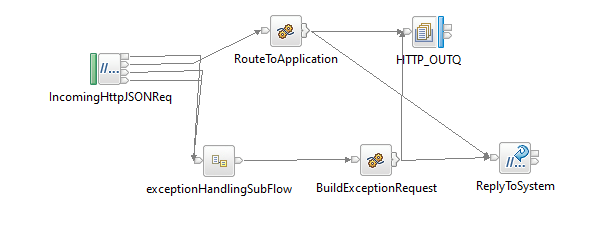 RouteToApplication
HTTP_OUTQ
//...
IncomingHttpJSONReq
exceptionHandlingSubFlow
BuildExceptionRequest
//...
ReplyToSystem